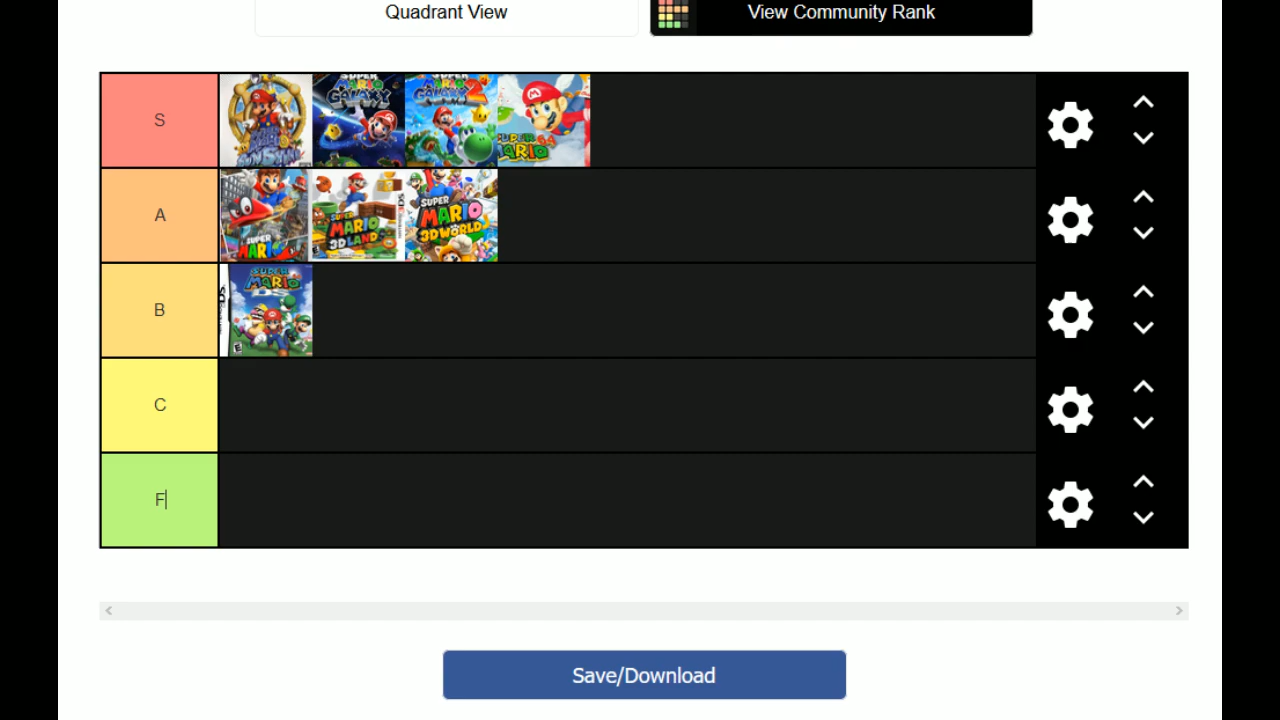 Quadrant View
View Community Rank
S
SUPER
MARIO
GALAXY
SUPER
MARIO
GALAXY 2
SUPER
MARIO
64
A
SUPER
MARIO
SUPER
MARIO
3D LAND
SUPER
MARIO
3D WORLD
B
SUPER
MARIO
C
F
Save/Download